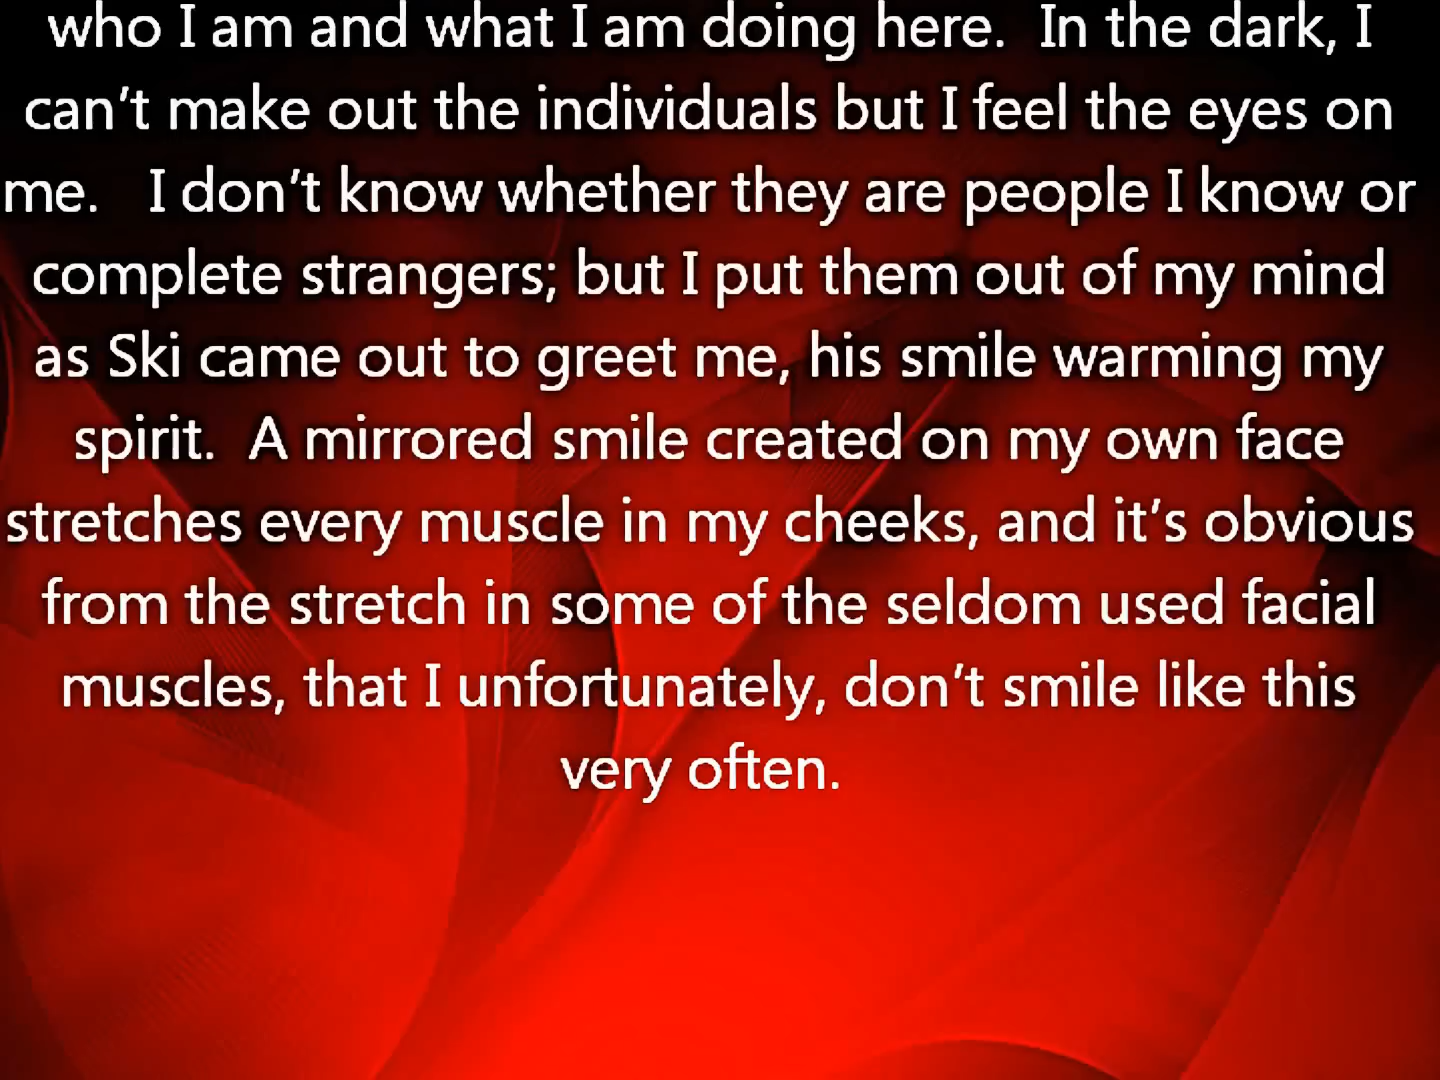 who I am and what I am doing here.  In the dark, I
can’t make out the individuals but I feel the eyes on
me.   I don’t know whether they are people I know or
complete strangers; but I put them out of my mind
as Ski came out to greet me, his smile warming my
spirit.  A mirrored smile created on my own face
stretches every muscle in my cheeks, and it’s obvious
from the stretch in some of the seldom used facial
muscles, that I unfortunately, don’t smile like this
very often.